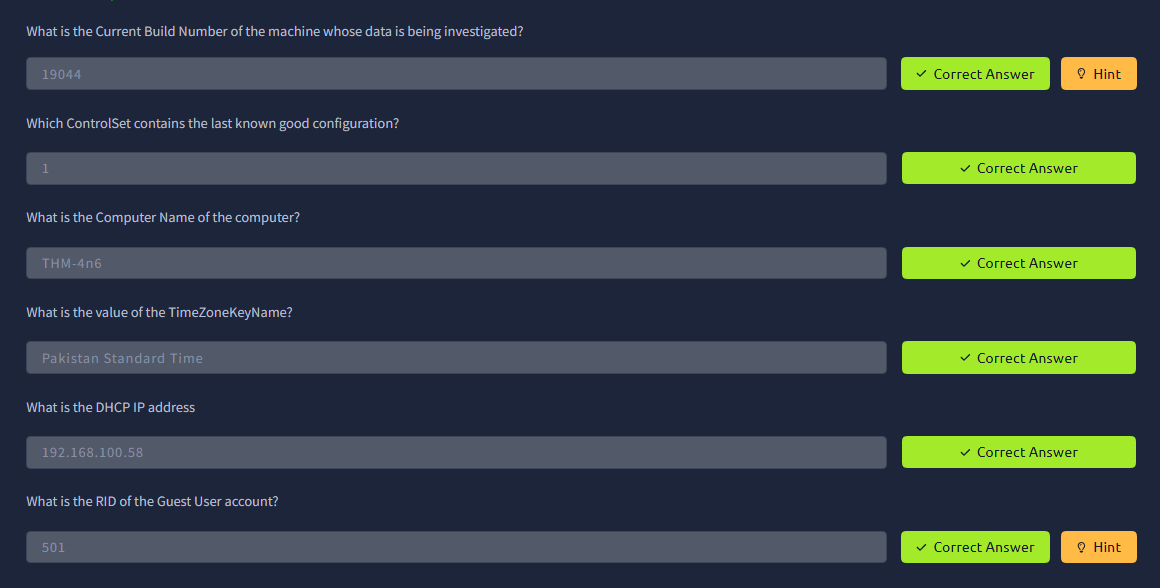 What is the Current Build Number of the machine whose data is being investigated?
19044 Correct Answer Hint
Which ControlSet contains the last known good configuration?
1 Correct Answer
What is the Computer Name of the computer?
THM-4n6 Correct Answer
What is the value of the TimeZoneKeyName?
Pakistan Standard Time Correct Answer
What is the DHCP IP address
192.168.100.58 Correct Answer
What is the RID of the Guest User account?
501 Correct Answer Hint